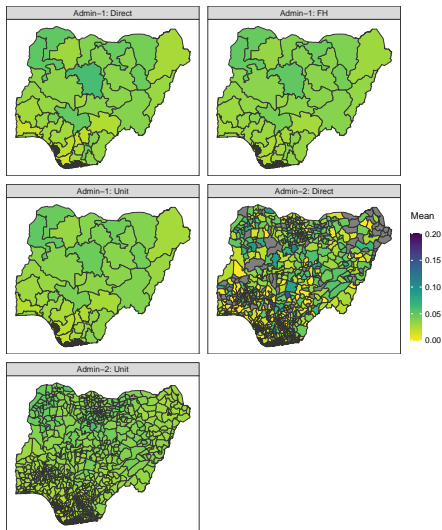 Admin−1: Direct
Admin−1: FH
Admin−1: Unit
Admin−2: Direct
Mean
0.20
0.15
0.10
0.05
0.00
Admin−2: Unit